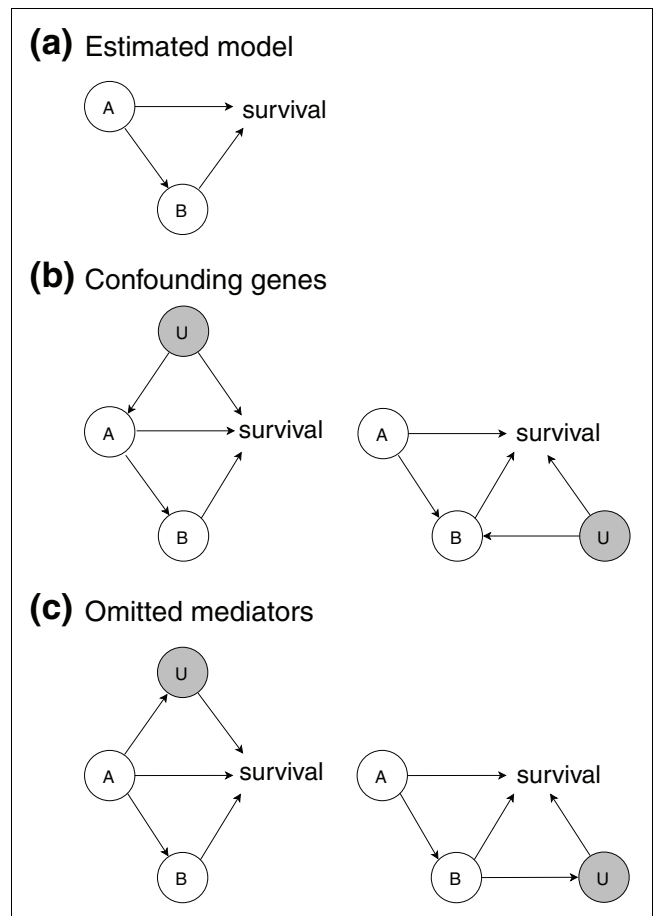 (a) Estimated model
A
survival
B
(b) Confounding genes
U
A
survival
B
A
survival
B
U
(c) Omitted mediators
U
A
survival
B
A
survival
B
U